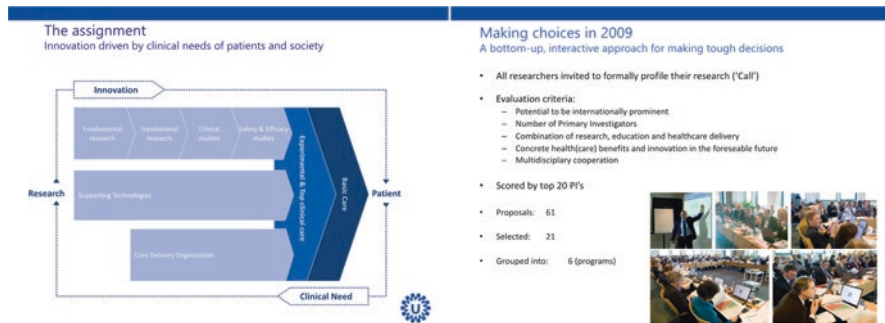 The assignment
Innovation driven by clinical needs of patients and society
Innovation
Fundamental
research
Translational
research
Clinical
studies
Safety & Efficacy
studies
Experimental & Top clinical care
Basic Care
Research
Supporting Technologies
Patient
Care Delivery Organisation
Clinical Need
U
Making choices in 2009
A bottom-up, interactive approach for making tough decisions
• All researchers invited to formally profile their research ('Call')
• Evaluation criteria:
– Potential to be internationally prominent
– Number of Primary Investigators
– Combination of research, education and healthcare delivery
– Concrete health(care) benefits and innovation in the foreseable future
– Multidisciplary cooperation
• Scored by top 20 PI's
• Proposals: 61
• Selected: 21
• Grouped into: 6 (programs)